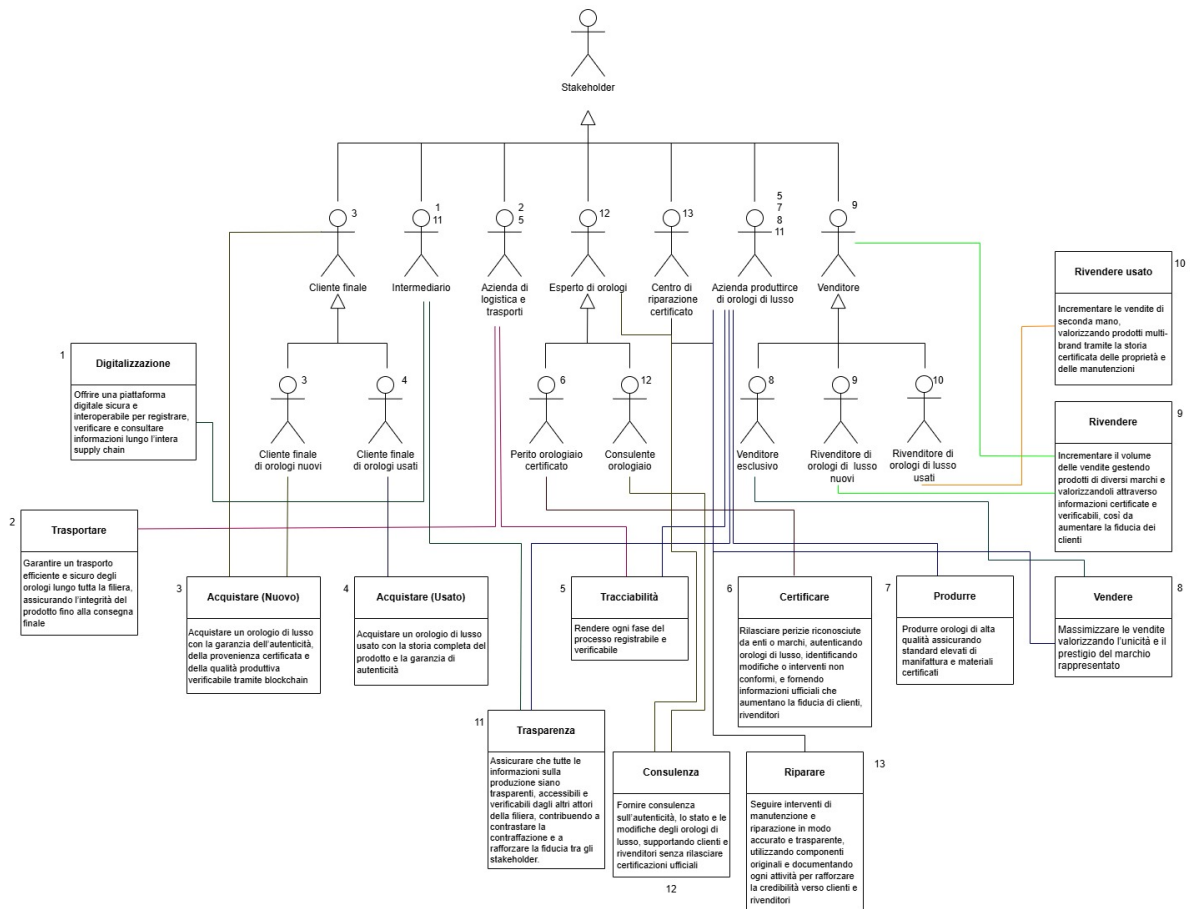 Stakeholder
3
1
11
2
5
12
13
5
7
8
11
9
Cliente finale
Intermediario
Azienda di
logistica e
trasporti
Esperto di orologi
Centro di
riparazione
certificato
Azienda produttirce
di orologi di lusso
Venditore
3
4
6
12
8
9
10
Cliente finale
di orologi nuovi
Cliente finale
di orologi usati
Perito orologiaio
certificato
Consulente
orologiaio
Venditore
esclusivo
Rivenditore di
orologi di lusso
nuovi
Rivenditore di
orologi di lusso
usati
10
Rivendere usato
Incrementare le vendite di
seconda mano,
valorizzando prodotti multi-
brand tramite la storia
certificata delle proprietà e
delle manutenzioni
1
Digitalizzazione
Offrire una piattaforma
digitale sicura e
interoperabile per registrare,
verificare e consultare
informazioni lungo l'intera
supply chain
9
Rivendere
Incrementare il volume
delle vendite gestendo
prodotti di diversi marchi e
valorizzandoli attraverso
informazioni certificate e
verificabili, così da
aumentare la fiducia dei
clienti
2
Trasportare
Garantire un trasporto
efficiente e sicuro degli
orologi lungo tutta la filiera,
assicurando l'integrità del
prodotto fino alla consegna
finale
3
Acquistare (Nuovo)
Acquistare un orologio di lusso
con la garanzia dell'autenticità,
della provenienza certificata e
della qualità produttiva
verificabile tramite blockchain
4
Acquistare (Usato)
Acquistare un orologio di lusso
usato con la storia completa del
prodotto e la garanzia di
autenticità
5
Tracciabilità
Rendere ogni fase del
processo registrabile e
verificabile
6
Certificare
Rilasciare perizie riconosciute
da enti o marchi, autenticando
orologi di lusso, identificando
modifiche o interventi non
conformi, e fornendo
informazioni ufficiali che
aumentano la fiducia di clienti,
rivenditori
7
Produrre
Produrre orologi di alta
qualità assicurando
standard elevati di
manifattura e materiali
certificati
8
Vendere
Massimizzare le vendite
valorizzando l'unicità e il
prestigio del marchio
rappresentato
11
Trasparenza
Assicurare che tutte le
informazioni sulla
produzione siano
trasparenti, accessibili e
verificabili dagli altri attori
della filiera, contribuendo a
contrastare la
contraffazione e a
rafforzare la fiducia tra gli
stakeholder.
12
Consulenza
Fornire consulenza
sull'autenticità, lo stato e le
modifiche degli orologi di
lusso, supportando clienti e
rivenditori senza rilasciare
certificazioni ufficiali
13
Riparare
Seguire interventi di
manutenzione e
riparazione in modo
accurato e trasparente,
utilizzando componenti
originali e documentando
ogni attività per rafforzare
la credibilità verso clienti e
rivenditori